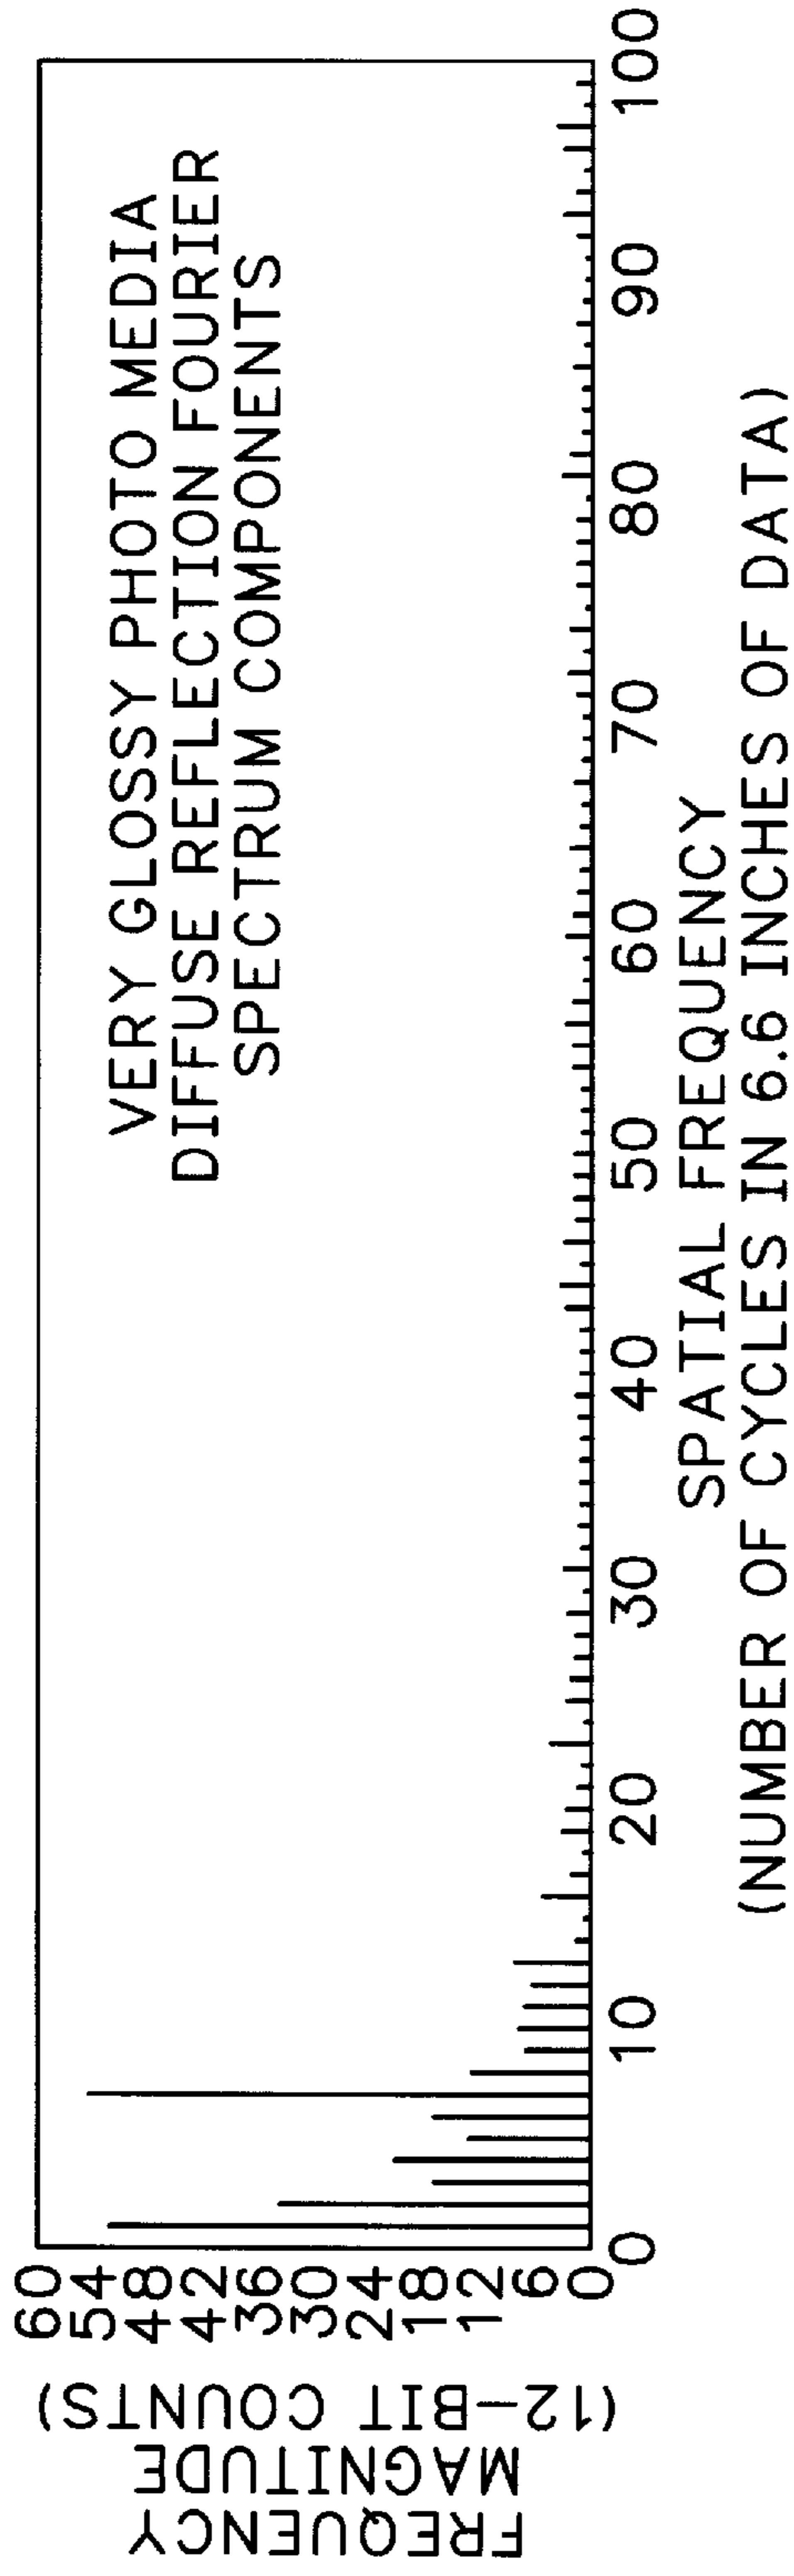 VERY GLOSSY PHOTO MEDIA
DIFFUSE REFLECTION FOURIER
SPECTRUM COMPONENTS
FREQUENCY
MAGNITUDE
(12-BIT COUNTS)
60
54
48
42
36
30
24
18
12
6
0
0 10 20 30 40 50 60 70 80 90 100
SPATIAL FREQUENCY
(NUMBER OF CYCLES IN 6.6 INCHES OF DATA)